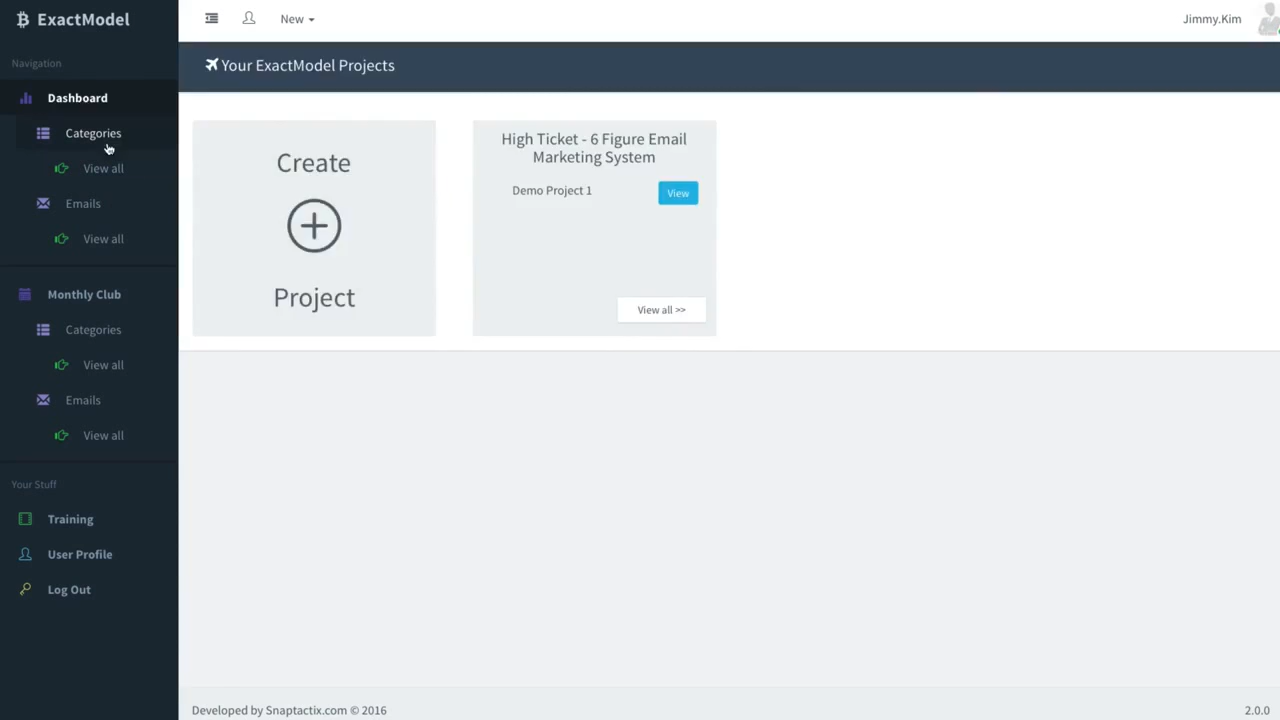 ExactModel
New
Jimmy.Kim
Navigation
Your ExactModel Projects
Dashboard
Categories
View all
Emails
View all
Monthly Club
Categories
View all
Emails
View all
Your Stuff
Training
User Profile
Log Out
Create
Project
High Ticket - 6 Figure Email
Marketing System
Demo Project 1
View
View all >>
Developed by Snaptactix.com © 2016
2.0.0